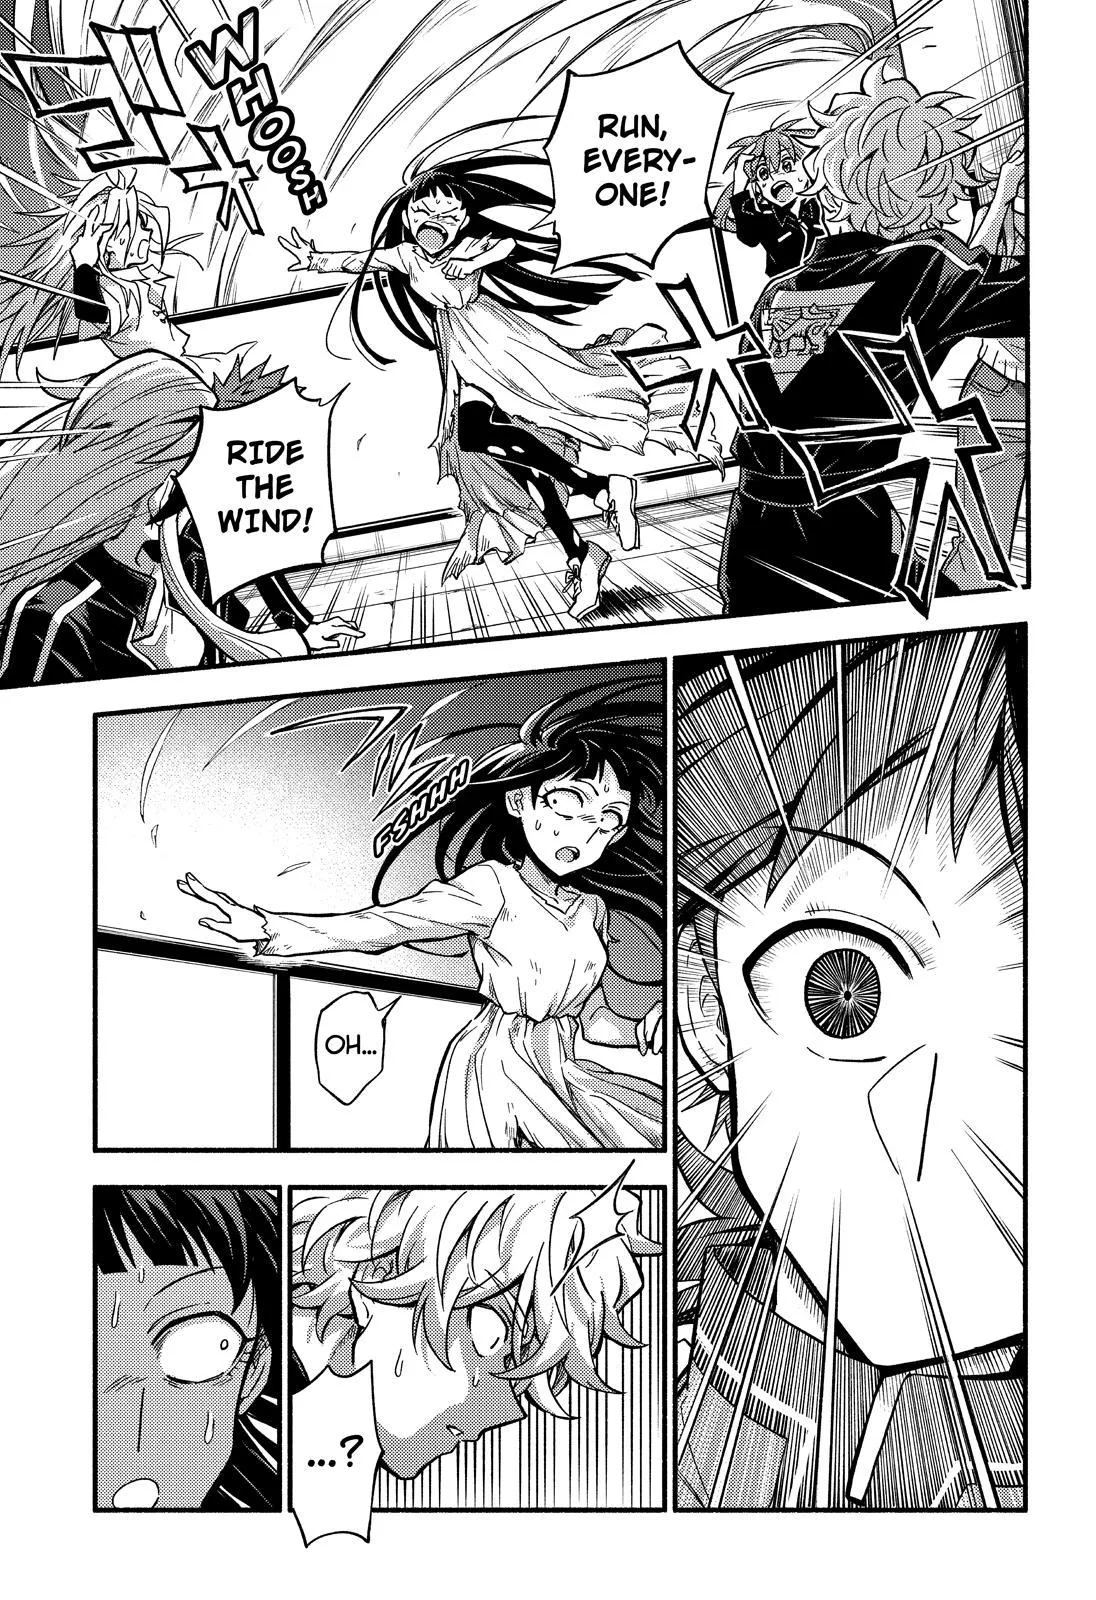 RUN,
EVERY-
ONE!
WHOOSH
RIDE
THE
WIND!
FSHHH
OH...
...?